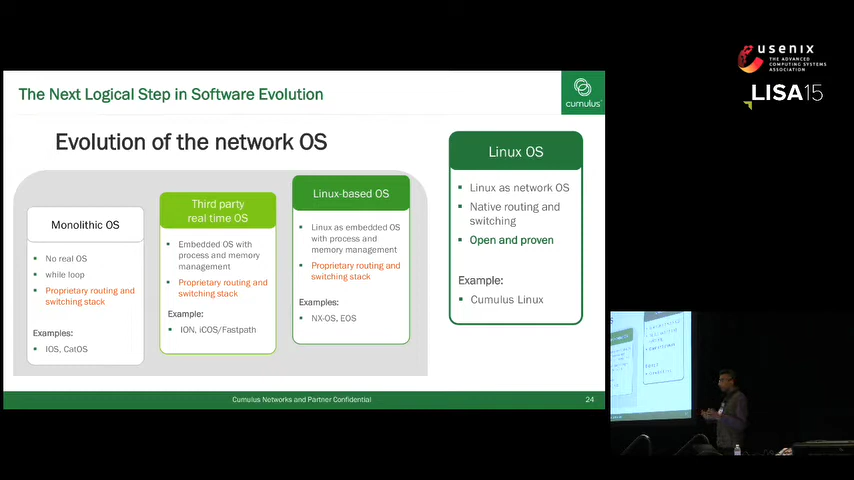 The Next Logical Step in Software Evolution
cumulus
Evolution of the network OS
Monolithic OS
No real OS
while loop
Proprietary routing and
switching stack
Examples:
IOS, CatOS
Third party
real time OS
Embedded OS with
process and memory
management
Proprietary routing and
switching stack
Example:
ION, iCOS/Fastpath
Linux-based OS
Linux as embedded OS
with process and
memory management
Proprietary routing and
switching stack
Examples:
NX-OS, EOS
Linux OS
Linux as network OS
Native routing and
switching
Open and proven
Example:
Cumulus Linux
Cumulus Networks and Partner Confidential
24
usenix
THE ADVANCED
COMPUTING SYSTEMS
ASSOCIATION
LISA15